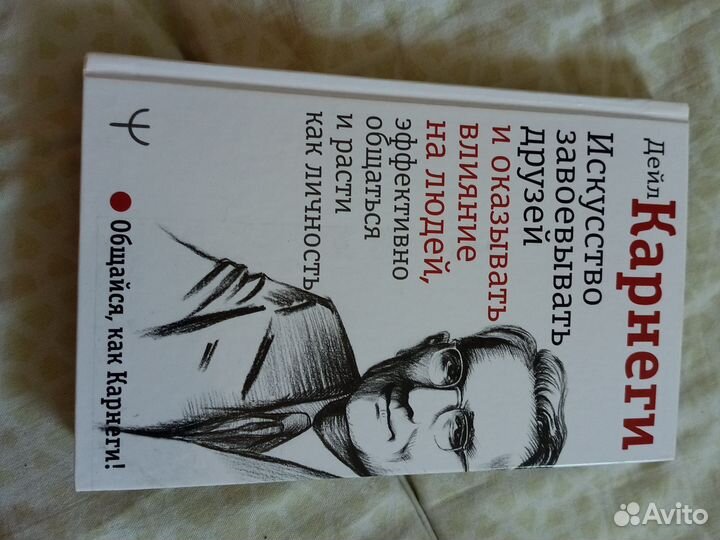 Дейл
Карнеги
Искусство
завоевывать
друзей
и оказывать
влияние
на людей,
эффективно
общаться
и расти
как личность
Общайся, как Карнеги!
Avito